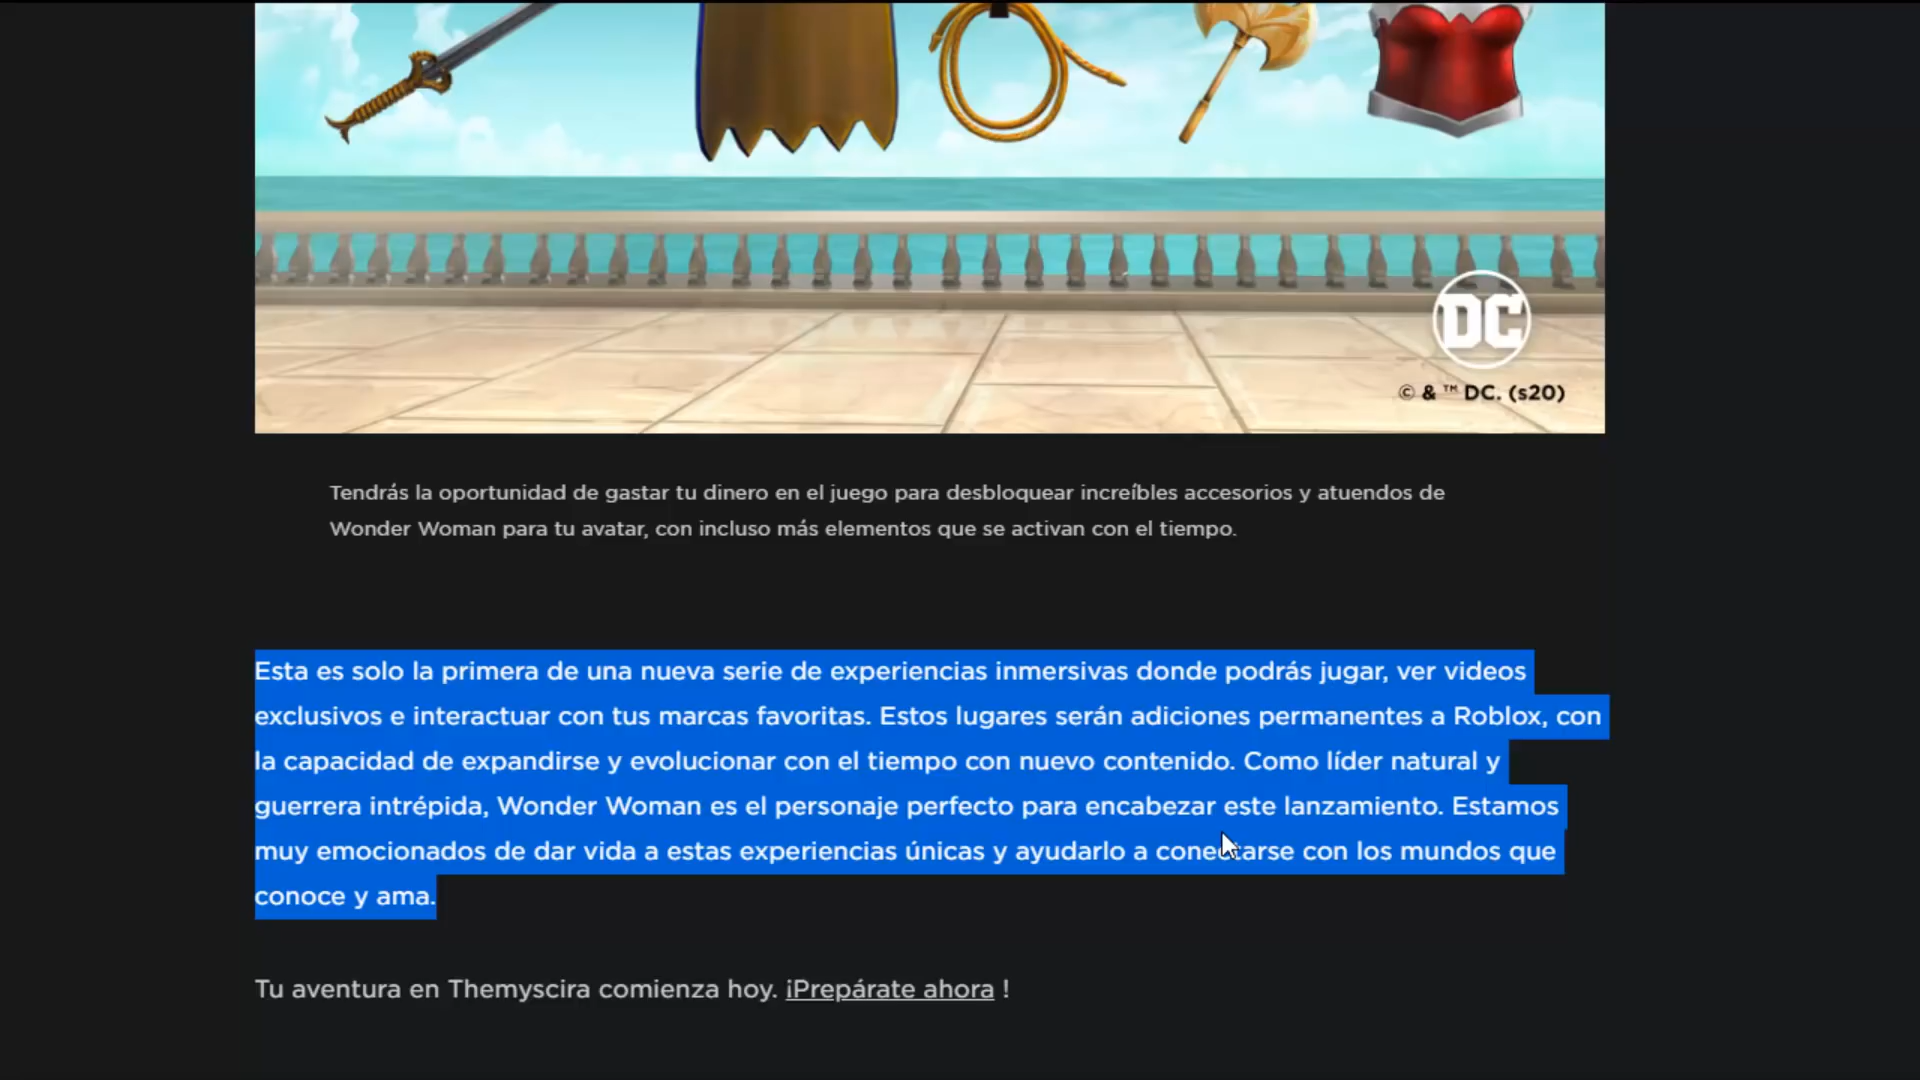 DC
© & ™ DC. (s20)
Tendrás la oportunidad de gastar tu dinero en el juego para desbloquear increíbles accesorios y atuendos de
Wonder Woman para tu avatar, con incluso más elementos que se activan con el tiempo.
Esta es solo la primera de una nueva serie de experiencias inmersivas donde podrás jugar, ver videos
exclusivos e interactuar con tus marcas favoritas. Estos lugares serán adiciones permanentes a Roblox, con
la capacidad de expandirse y evolucionar con el tiempo con nuevo contenido. Como líder natural y
guerrera intrépida, Wonder Woman es el personaje perfecto para encabezar este lanzamiento. Estamos
muy emocionados de dar vida a estas experiencias únicas y ayudarlo a conectarse con los mundos que
conoce y ama.
Tu aventura en Themyscira comienza hoy. ¡Prepárate ahora !